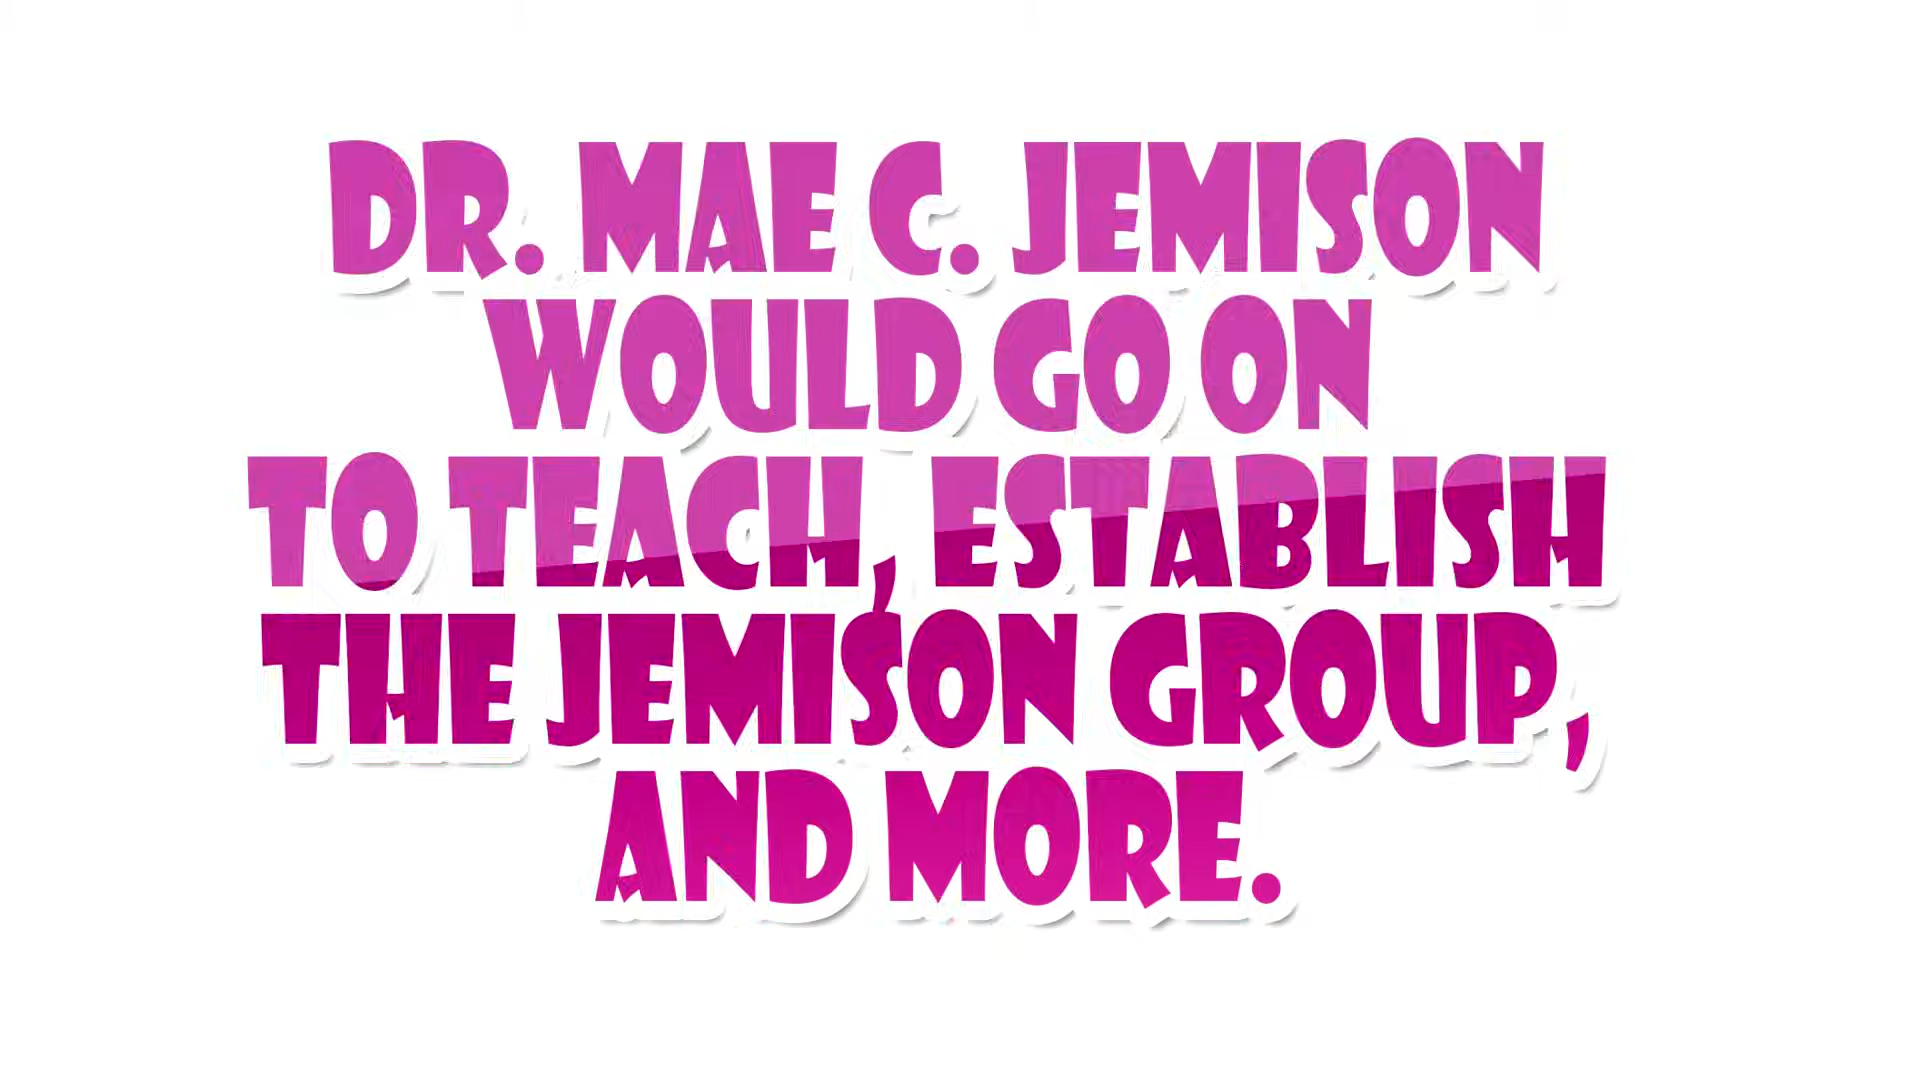 DR. MAE C. JEMISON
WOULD GO ON
TO TEACH, ESTABLISH
THE JEMISON GROUP,
AND MORE.